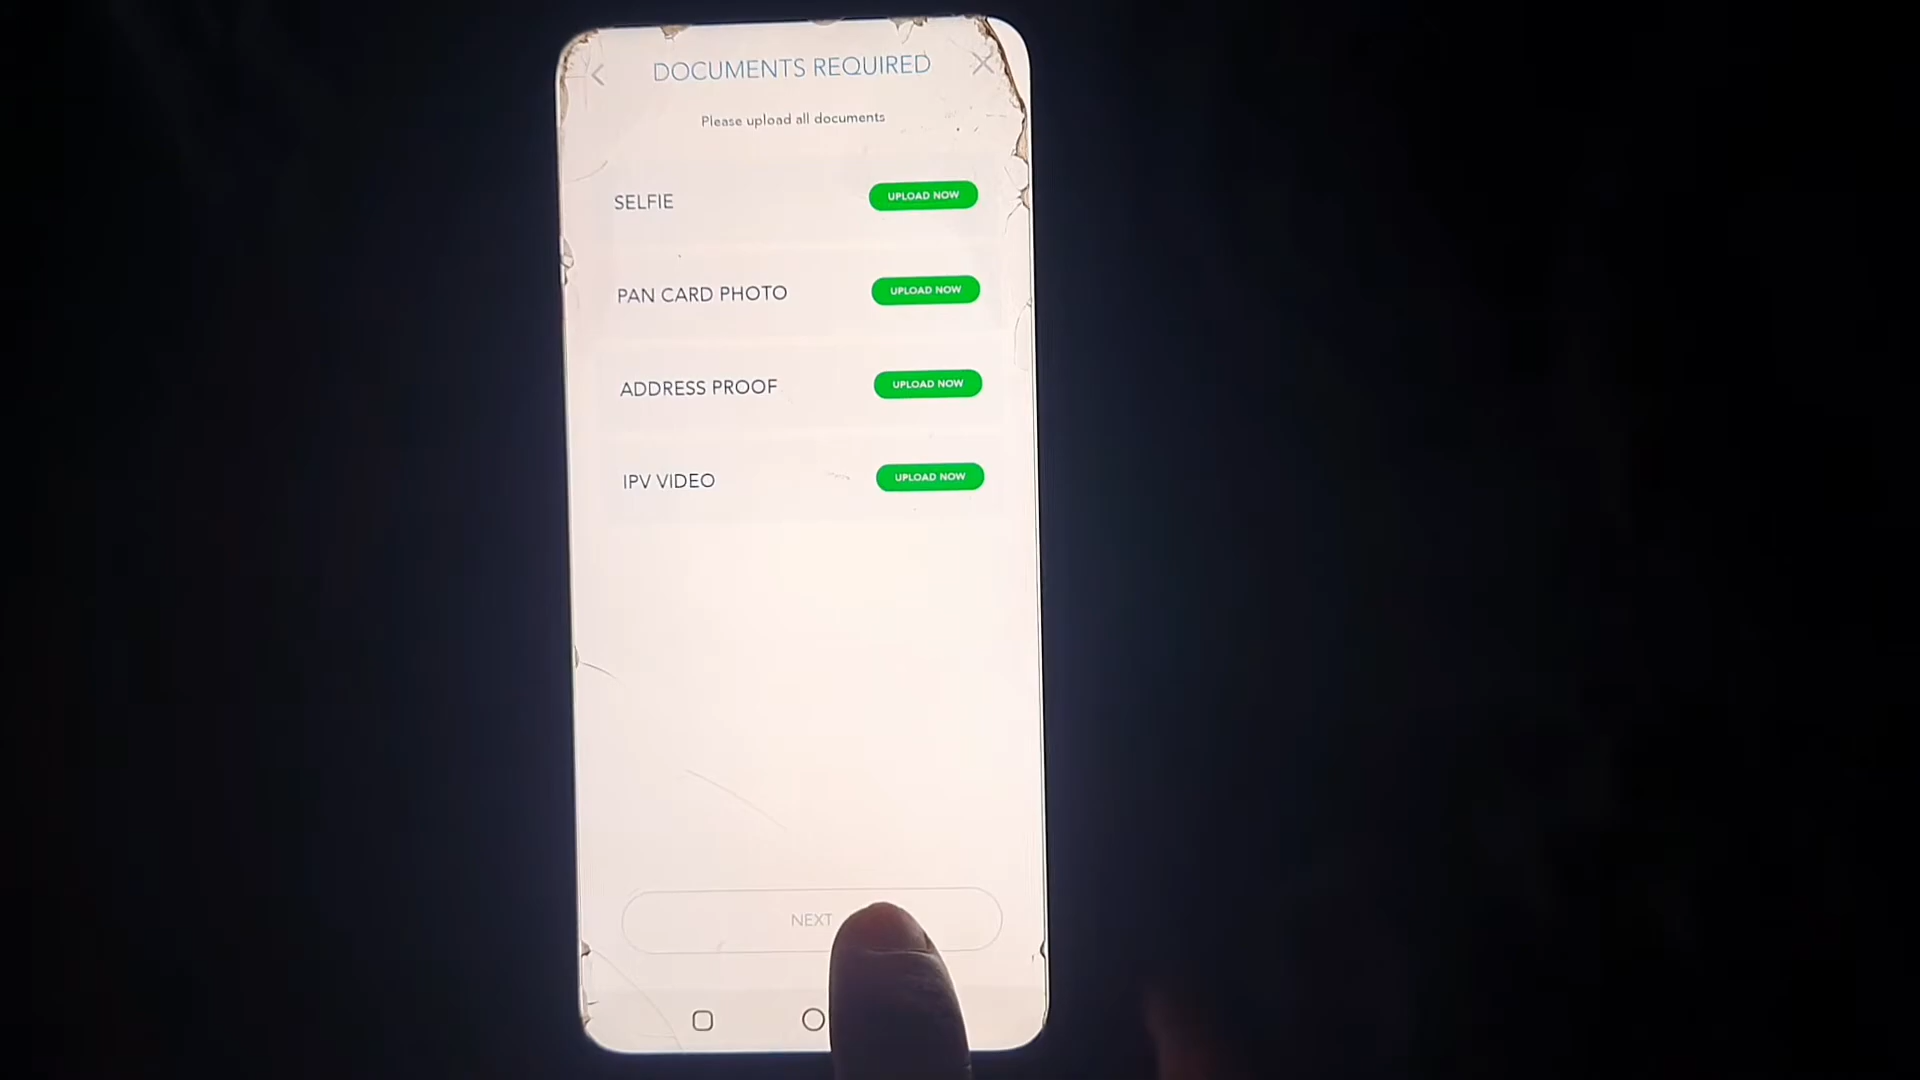 DOCUMENTS REQUIRED
Please upload all documents
SELFIE UPLOAD NOW
PAN CARD PHOTO UPLOAD NOW
ADDRESS PROOF UPLOAD NOW
IPV VIDEO UPLOAD NOW
NEXT